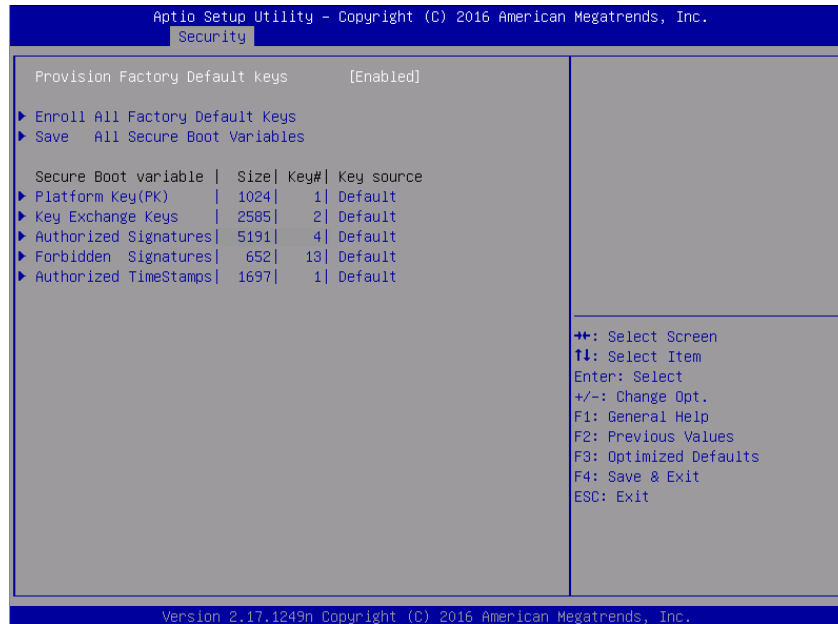 Aptio Setup Utility – Copyright (C) 2016 American Megatrends, Inc.
Security
Provision Factory Default keys [Enabled]
▶ Enroll All Factory Default Keys
▶ Save All Secure Boot Variables
Secure Boot variable | Size| Key#| Key source
▶ Platform Key(PK) | 1024| 1| Default
▶ Key Exchange Keys | 2585| 2| Default
▶ Authorized Signatures| 5191| 4| Default
▶ Forbidden Signatures| 652| 13| Default
▶ Authorized TimeStamps| 1697| 1| Default
→←: Select Screen
↑↓: Select Item
Enter: Select
+/-: Change Opt.
F1: General Help
F2: Previous Values
F3: Optimized Defaults
F4: Save & Exit
ESC: Exit
Version 2.17.1249n Copyright (C) 2016 American Megatrends, Inc.